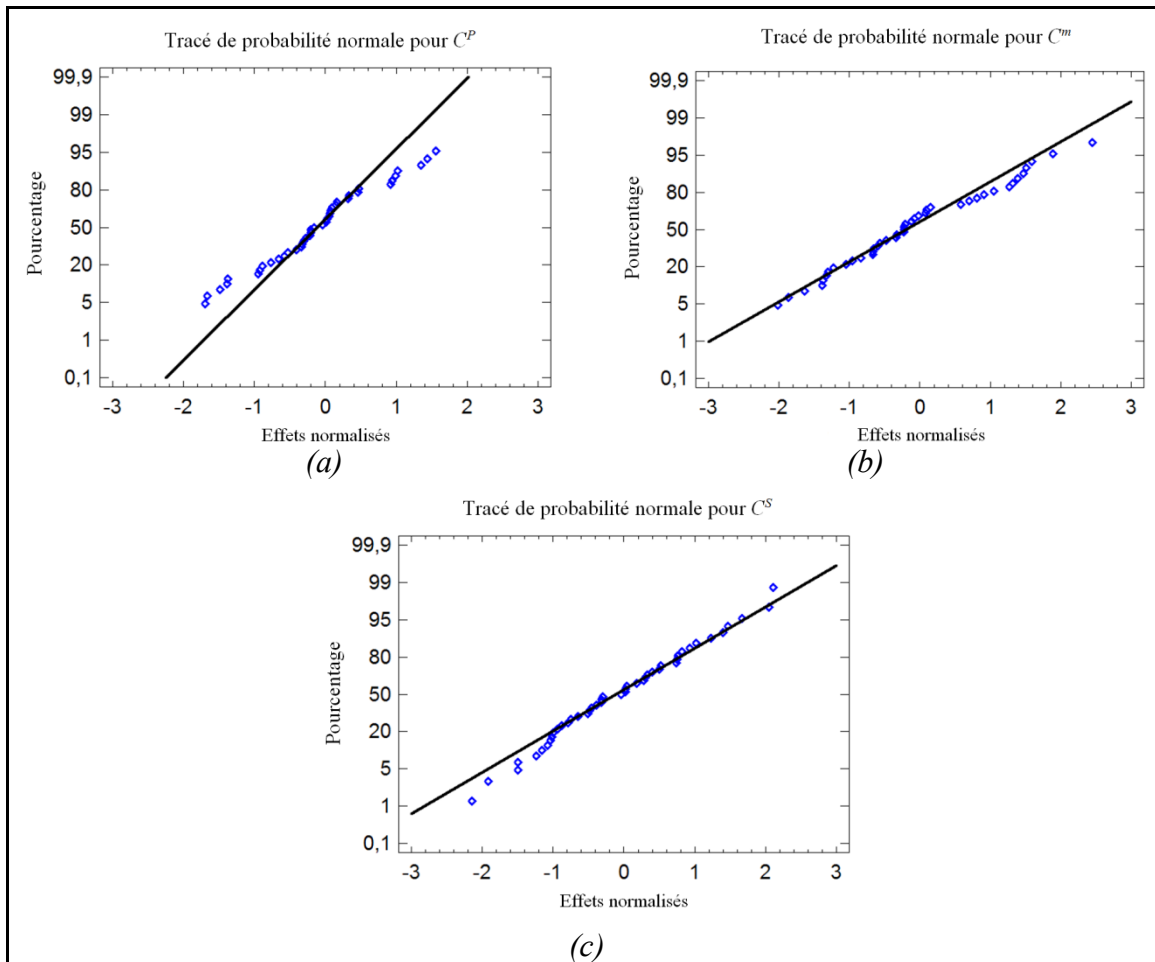 Tracé de probabilité normale pour C^P
99,9
99
95
80
50
20
5
1
0,1
Pourcentage
-3 -2 -1 0 1 2 3
Effets normalisés
(a)
Tracé de probabilité normale pour C^m
99,9
99
95
80
50
20
5
1
0,1
Pourcentage
-3 -2 -1 0 1 2 3
Effets normalisés
(b)
Tracé de probabilité normale pour C^S
99,9
99
95
80
50
20
5
1
0,1
Pourcentage
-3 -2 -1 0 1 2 3
Effets normalisés
(c)